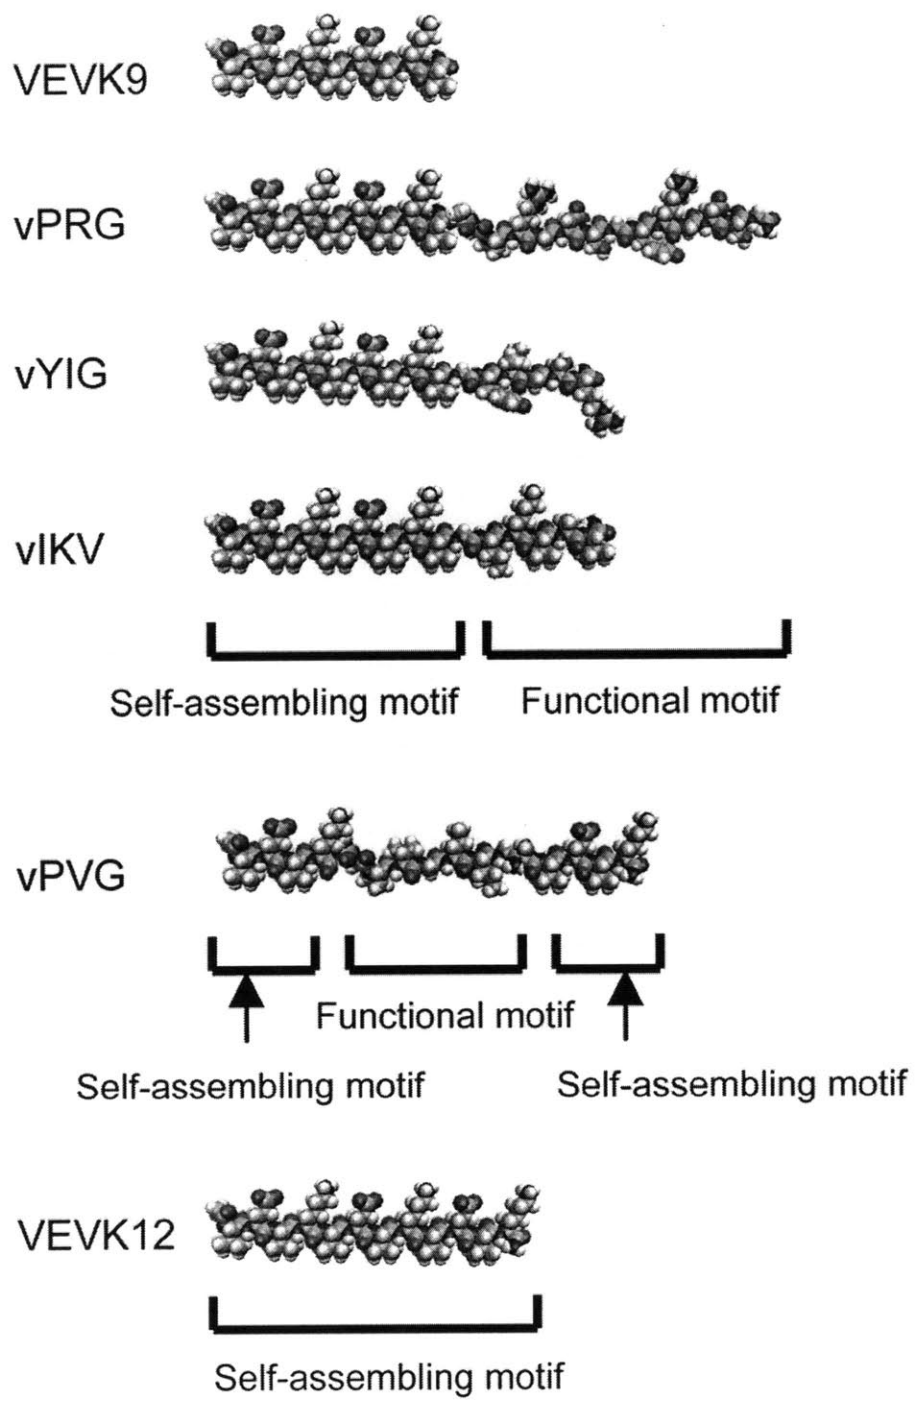 VEVK9
vPRG
vYIG
vIKV
Self-assembling motif Functional motif
vPVG
Functional motif
Self-assembling motif Self-assembling motif
VEVK12
Self-assembling motif